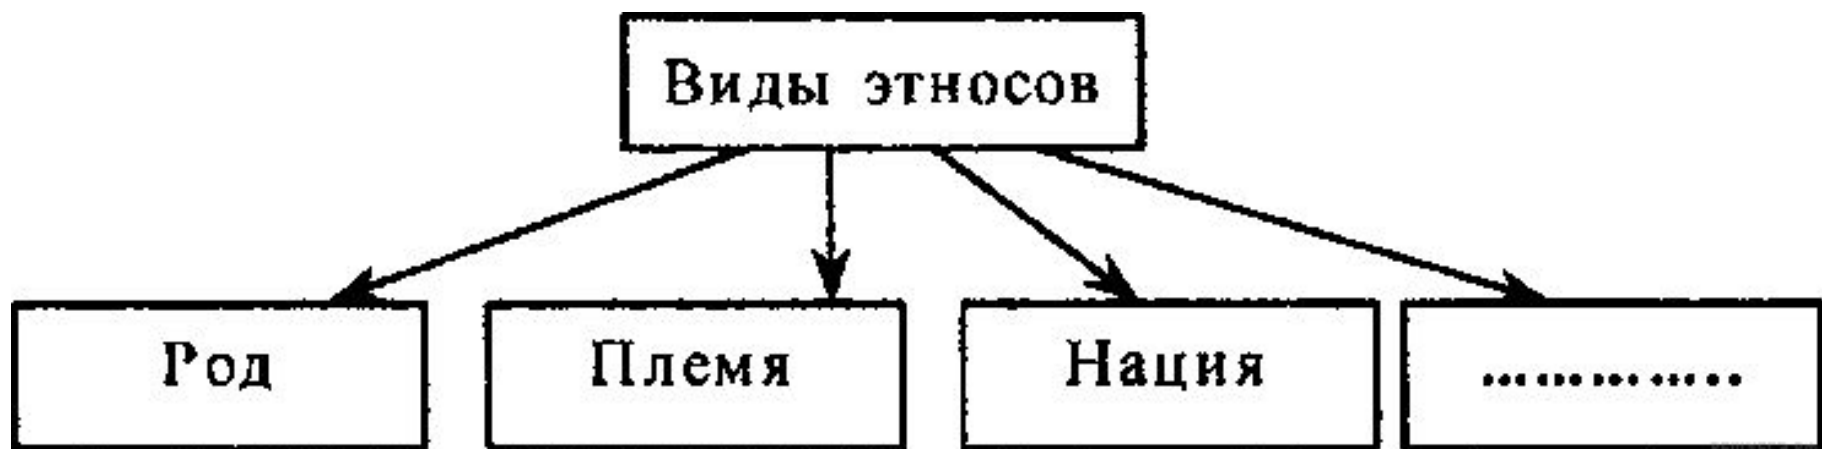 Виды этносов
Род
Племя
Нация
..............